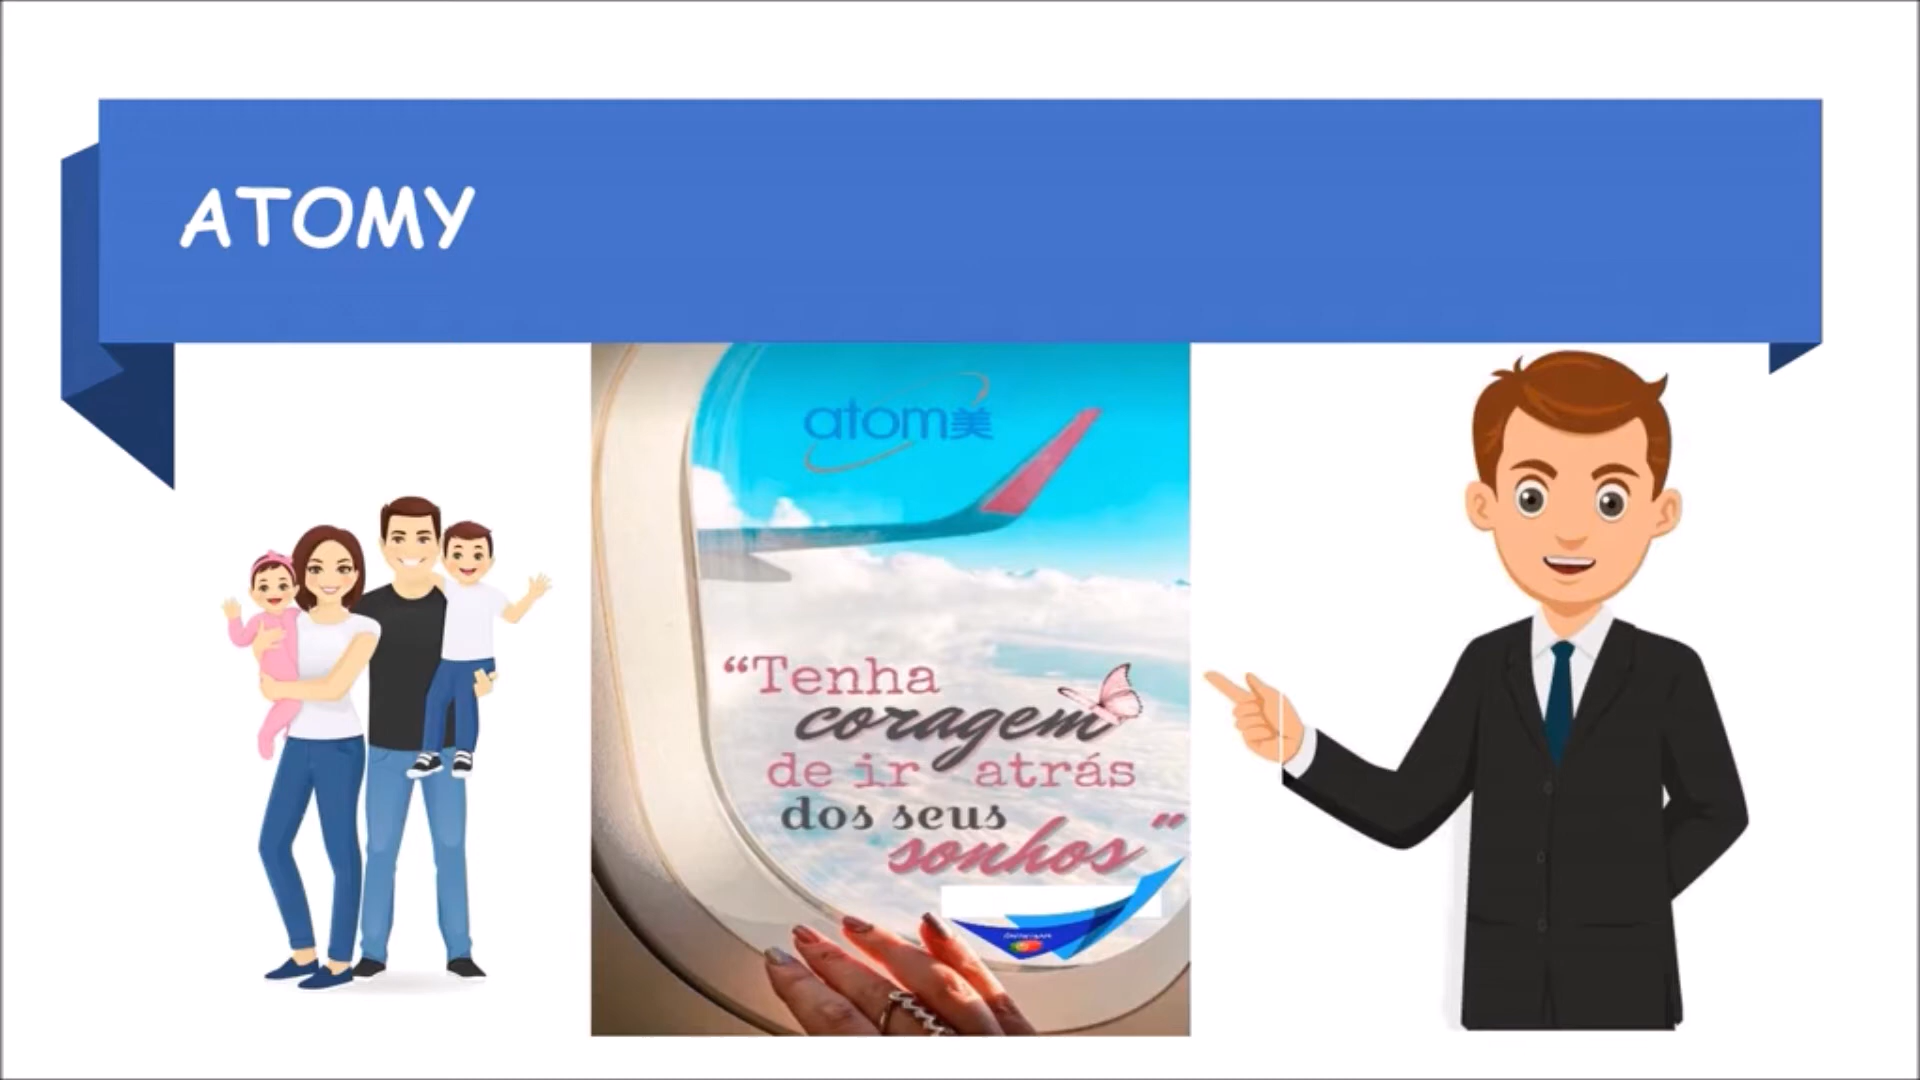 ATOMY
atom美
“Tenha
coragem
de ir atrás
dos seus
sonhos”